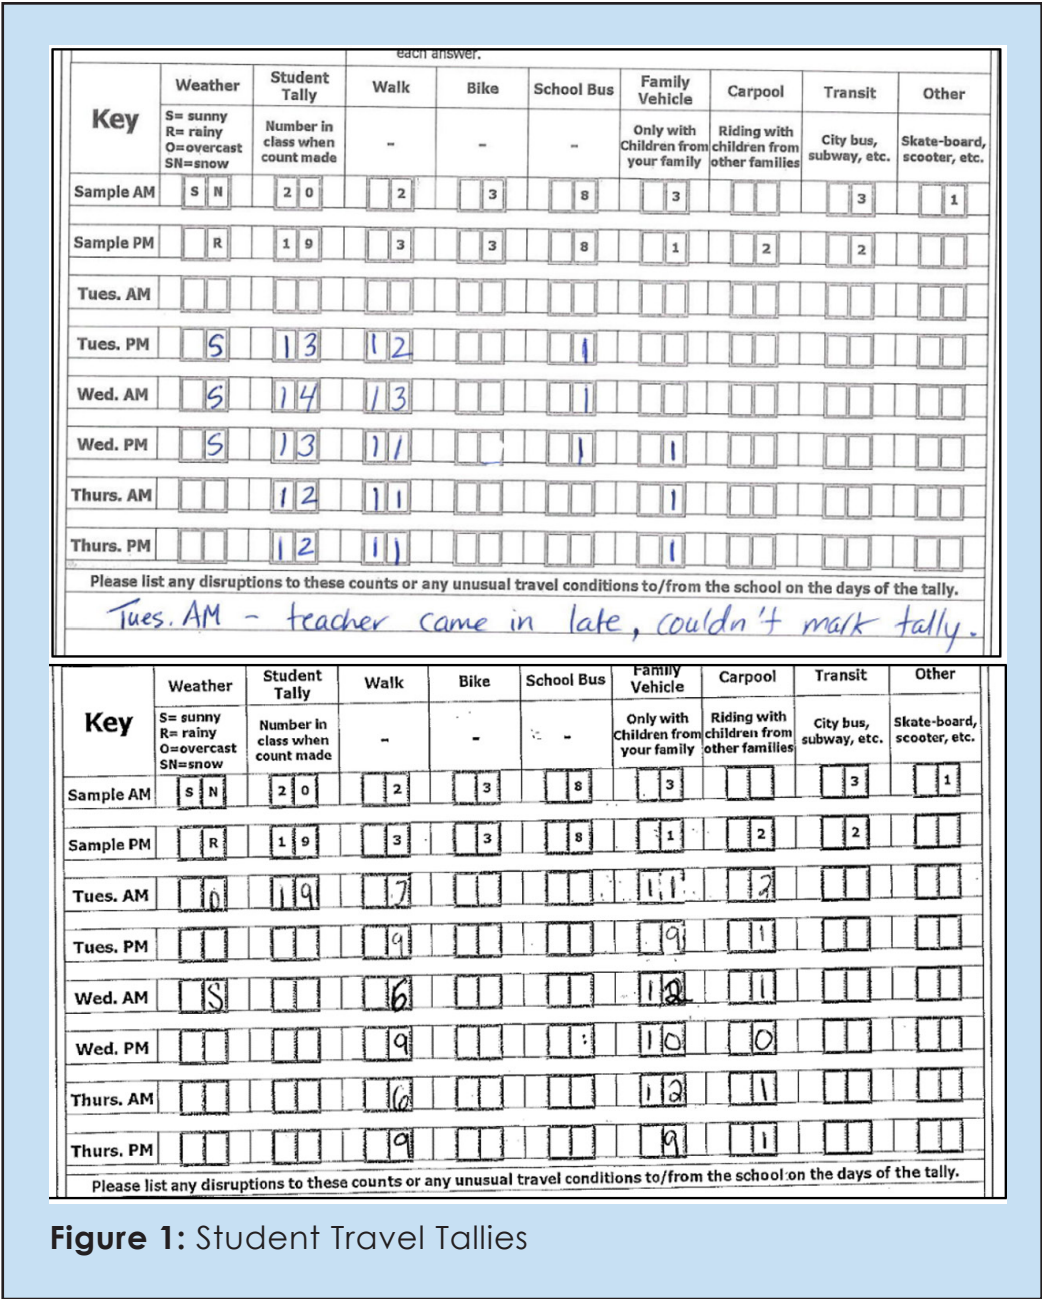 each answer.
Key Weather Student Tally Walk Bike School Bus Family Vehicle Carpool Transit Other
S= sunny R= rainy O=overcast SN=snow Number in class when count made - - - Only with Children from your family Riding with children from other families City bus, subway, etc. Skate-board, scooter, etc.
Sample AM S N 2 0 2 3 8 3 3 1
Sample PM R 1 9 3 3 8 1 2 2
Tues. AM
Tues. PM S 1 3 1 2 1
Wed. AM S 1 4 1 3 1
Wed. PM S 1 3 1 1 1 1
Thurs. AM 1 2 1 1 1
Thurs. PM 1 2 1 1 1
Please list any disruptions to these counts or any unusual travel conditions to/from the school on the days of the tally.
Tues. AM - teacher came in late, couldn't mark tally.
Key Weather Student Tally Walk Bike School Bus Family Vehicle Carpool Transit Other
S= sunny R= rainy O=overcast SN=snow Number in class when count made - - - Only with Children from your family Riding with children from other families City bus, subway, etc. Skate-board, scooter, etc.
Sample AM S N 2 0 2 3 8 3 3 1
Sample PM R 1 9 3 3 8 1 2 2
Tues. AM O 1 9 7 1 1 2
Tues. PM 9 9 1
Wed. AM S 6 1 2 1
Wed. PM 9 1 0 0
Thurs. AM 6 1 2 1
Thurs. PM 9 9 1
Please list any disruptions to these counts or any unusual travel conditions to/from the school on the days of the tally.
Figure 1: Student Travel Tallies